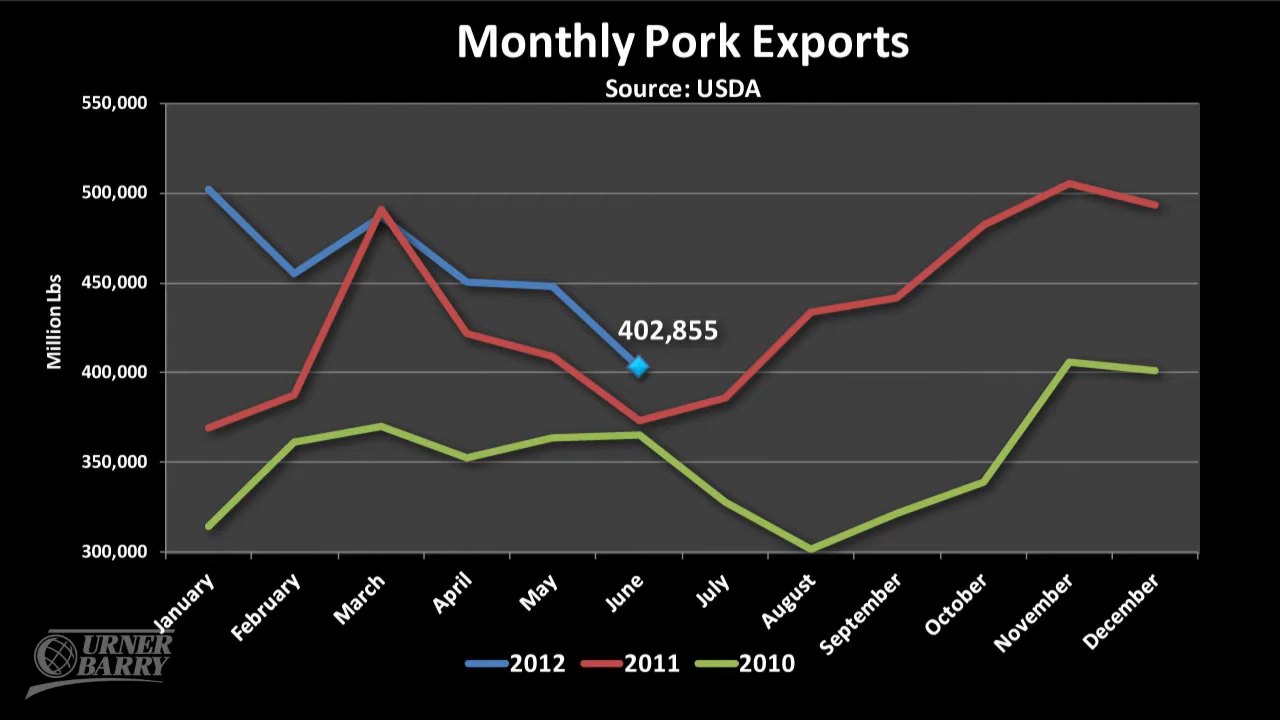 Monthly Pork Exports
Source: USDA
550,000
500,000
450,000
400,000
350,000
300,000
Million Lbs
402,855
January
February
March
April
May
June
July
August
September
October
November
December
2012 2011 2010
URNER
BARRY